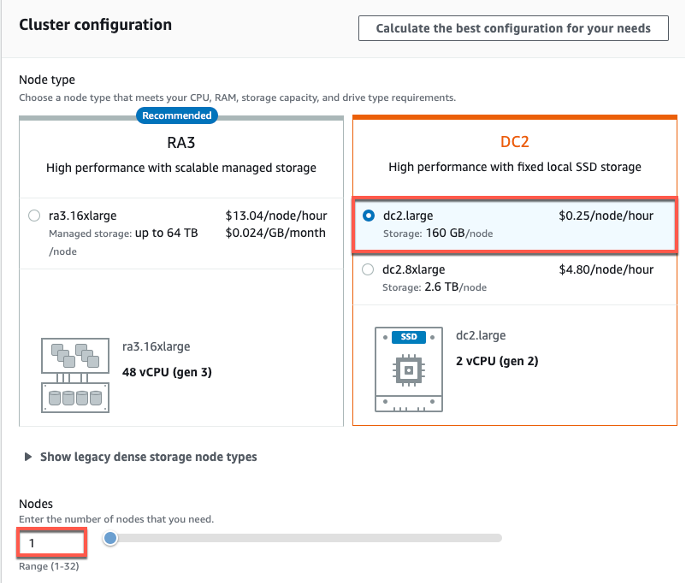 Cluster configuration
Calculate the best configuration for your needs
Node type
Choose a node type that meets your CPU, RAM, storage capacity, and drive type requirements.
Recommended
RA3
High performance with scalable managed storage
ra3.16xlarge $13.04/node/hour
Managed storage: up to 64 TB $0.024/GB/month
/node
ra3.16xlarge
48 vCPU (gen 3)
DC2
High performance with fixed local SSD storage
dc2.large $0.25/node/hour
Storage: 160 GB/node
dc2.8xlarge $4.80/node/hour
Storage: 2.6 TB/node
SSD
dc2.large
2 vCPU (gen 2)
Show legacy dense storage node types
Nodes
Enter the number of nodes that you need.
1
Range (1-32)